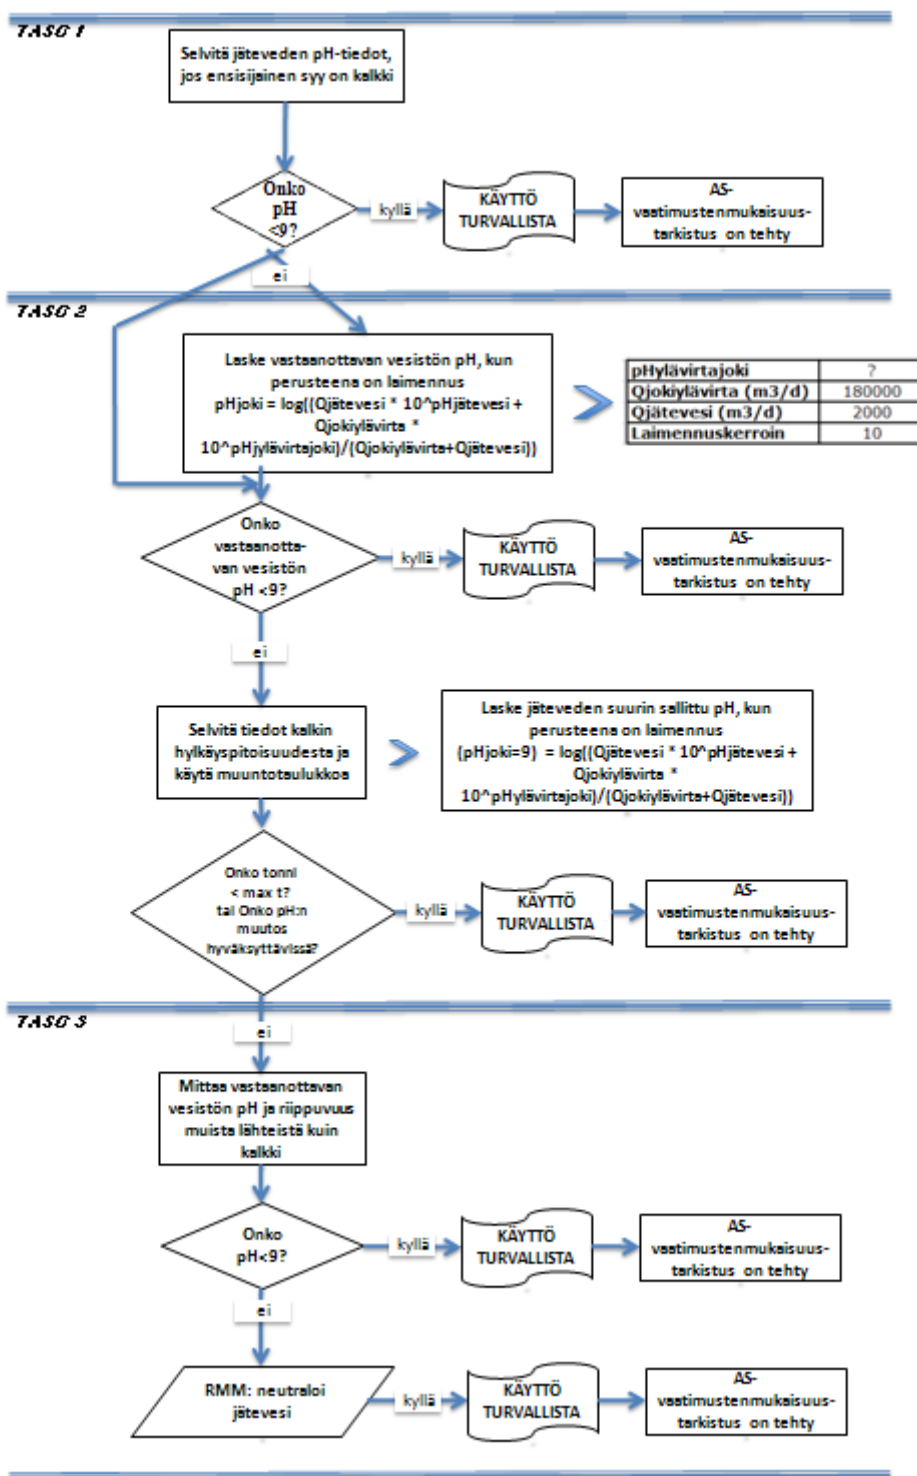 TASO 1
Selvitä jäteveden pH-tiedot,
jos ensisijainen syy on kalkki
Onko
pH
<9?
kyllä
KÄYTTÖ
TURVALLISTA
AS-
vaatimustenmukaisuus-
tarkistus on tehty
ei
TASO 2
Laske vastaanottavan vesistön pH, kun
perusteena on laimennus
pHjoki = log((Qjätevesi * 10^pHjätevesi +
Qjokiylävirta *
10^pHjylävirtajoki)/(Qjokiylävirta+Qjätevesi))
pHylävirtajoki ?
Qjokiylävirta (m3/d) 180000
Qjätevesi (m3/d) 2000
Laimennuskerroin 10
Onko
vastaanotta-
van vesistön
pH <9?
kyllä
KÄYTTÖ
TURVALLISTA
AS-
vaatimustenmukaisuus-
tarkistus on tehty
ei
Selvitä tiedot kalkin
hylkäyspitoisuudesta ja
käytä muuntotaulukkoa
Laske jäteveden suurin sallittu pH, kun
perusteena on laimennus
(pHjoki=9) = log((Qjätevesi * 10^pHjätevesi +
Qjokiylävirta *
10^pHylävirtajoki)/(Qjokiylävirta+Qjätevesi))
Onko tonni
< max t?
tai Onko pH:n
muutos
hyväksyttävissä?
kyllä
KÄYTTÖ
TURVALLISTA
AS-
vaatimustenmukaisuus-
tarkistus on tehty
TASO 3
ei
Mittaa vastaanottavan
vesistön pH ja riippuvuus
muista lähteistä kuin
kalkki
Onko
pH<9?
kyllä
KÄYTTÖ
TURVALLISTA
AS-
vaatimustenmukaisuus-
tarkistus on tehty
ei
RMM: neutraloi
jätevesi
kyllä
KÄYTTÖ
TURVALLISTA
AS-
vaatimustenmukaisuus-
tarkistus on tehty